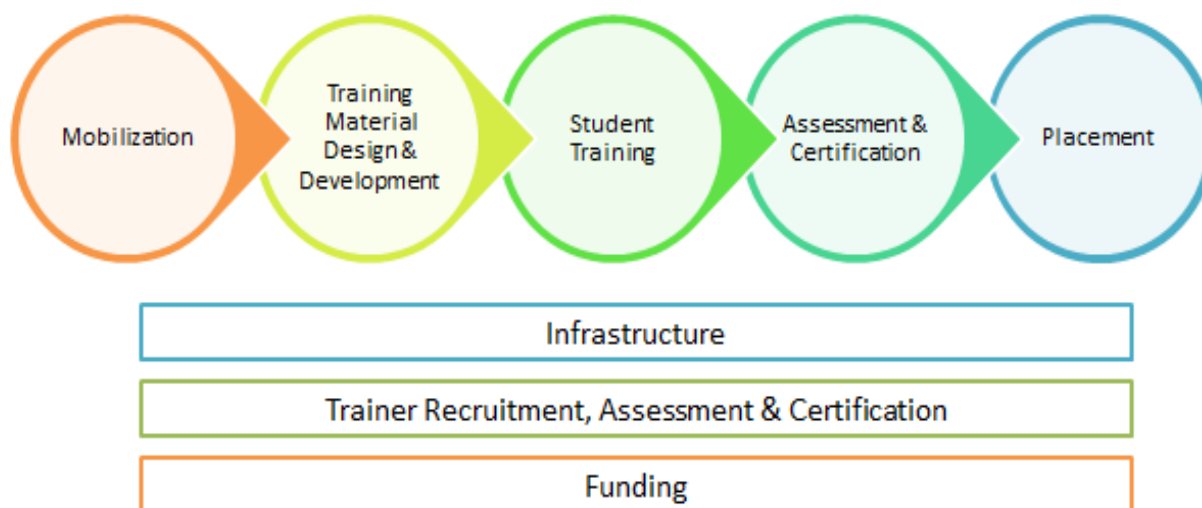 Mobilization
Training
Material
Design &
Development
Student
Training
Assessment &
Certification
Placement
Infrastructure
Trainer Recruitment, Assessment & Certification
Funding